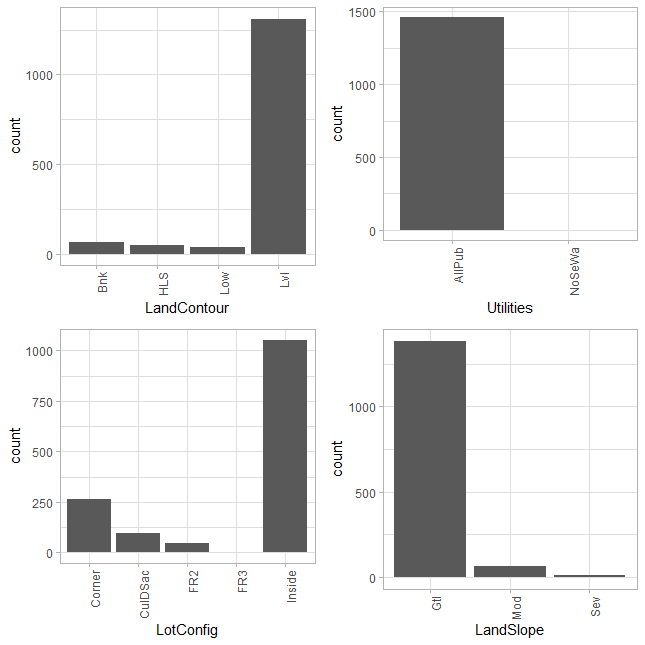 1000
500
0
count
Bnk
HLS
Low
Lvl
LandContour
1500
1000
500
0
count
AllPub
NoSeWa
Utilities
1000
750
500
250
0
count
Corner
CulDSac
FR2
FR3
Inside
LotConfig
1000
500
0
count
Gtl
Mod
Sev
LandSlope